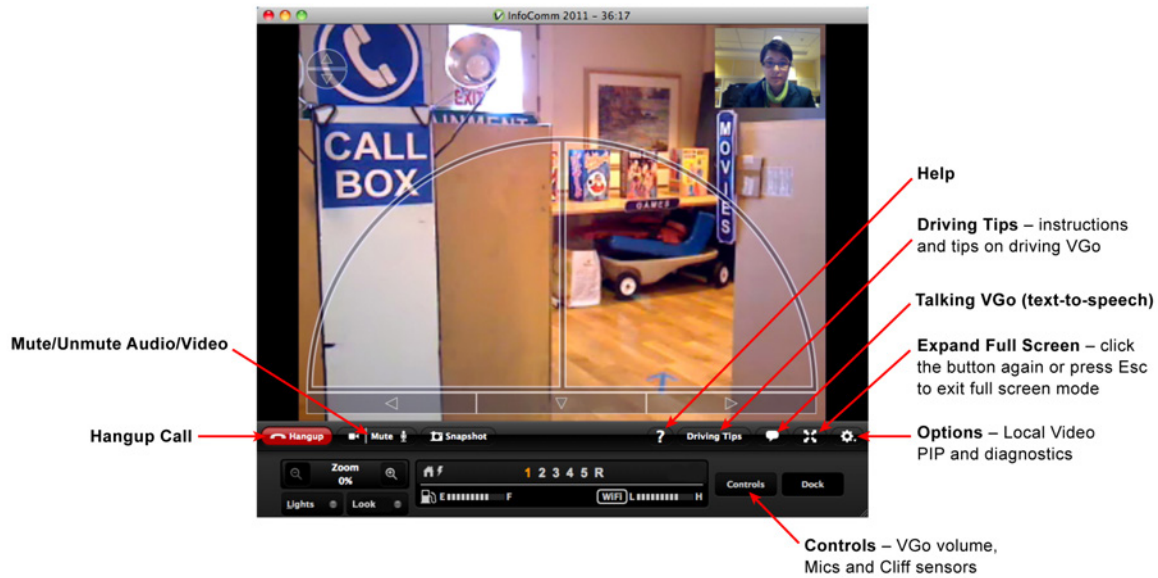 InfoComm 2011 – 36:17
EXIT
CALL
BOX
MOVIES
GAMES
Help
Driving Tips – instructions
and tips on driving VGo
Talking VGo (text-to-speech)
Expand Full Screen – click
the button again or press Esc
to exit full screen mode
Options – Local Video
PIP and diagnostics
Mute/Unmute Audio/Video
Hangup Call
Hangup
Mute
Snapshot
?
Driving Tips
Zoom
0%
Lights
Look
1 2 3 4 5 R
E F
WIFI L H
Controls
Dock
Controls – VGo volume,
Mics and Cliff sensors